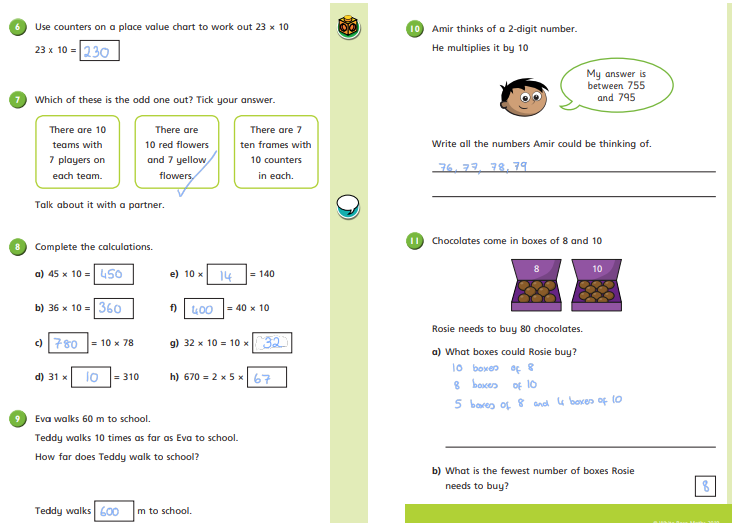 6 Use counters on a place value chart to work out 23 × 10
23 x 10 = 230
7 Which of these is the odd one out? Tick your answer.
There are 10
teams with
7 players on
each team.
There are
10 red flowers
and 7 yellow
flowers.
There are 7
ten frames with
10 counters
in each.
Talk about it with a partner.
8 Complete the calculations.
a) 45 × 10 = 450
e) 10 × 14 = 140
b) 36 × 10 = 360
f) 400 = 40 × 10
c) 780 = 10 × 78
g) 32 × 10 = 10 × 32
d) 31 × 10 = 310
h) 670 = 2 × 5 × 67
9 Eva walks 60 m to school.
Teddy walks 10 times as far as Eva to school.
How far does Teddy walk to school?
Teddy walks 600 m to school.
10 Amir thinks of a 2-digit number.
He multiplies it by 10
My answer is
between 755
and 795
Write all the numbers Amir could be thinking of.
76, 77, 78, 79
11 Chocolates come in boxes of 8 and 10
8
10
Rosie needs to buy 80 chocolates.
a) What boxes could Rosie buy?
10 boxes of 8
8 boxes of 10
5 boxes of 8 and 4 boxes of 10
b) What is the fewest number of boxes Rosie
needs to buy?
8